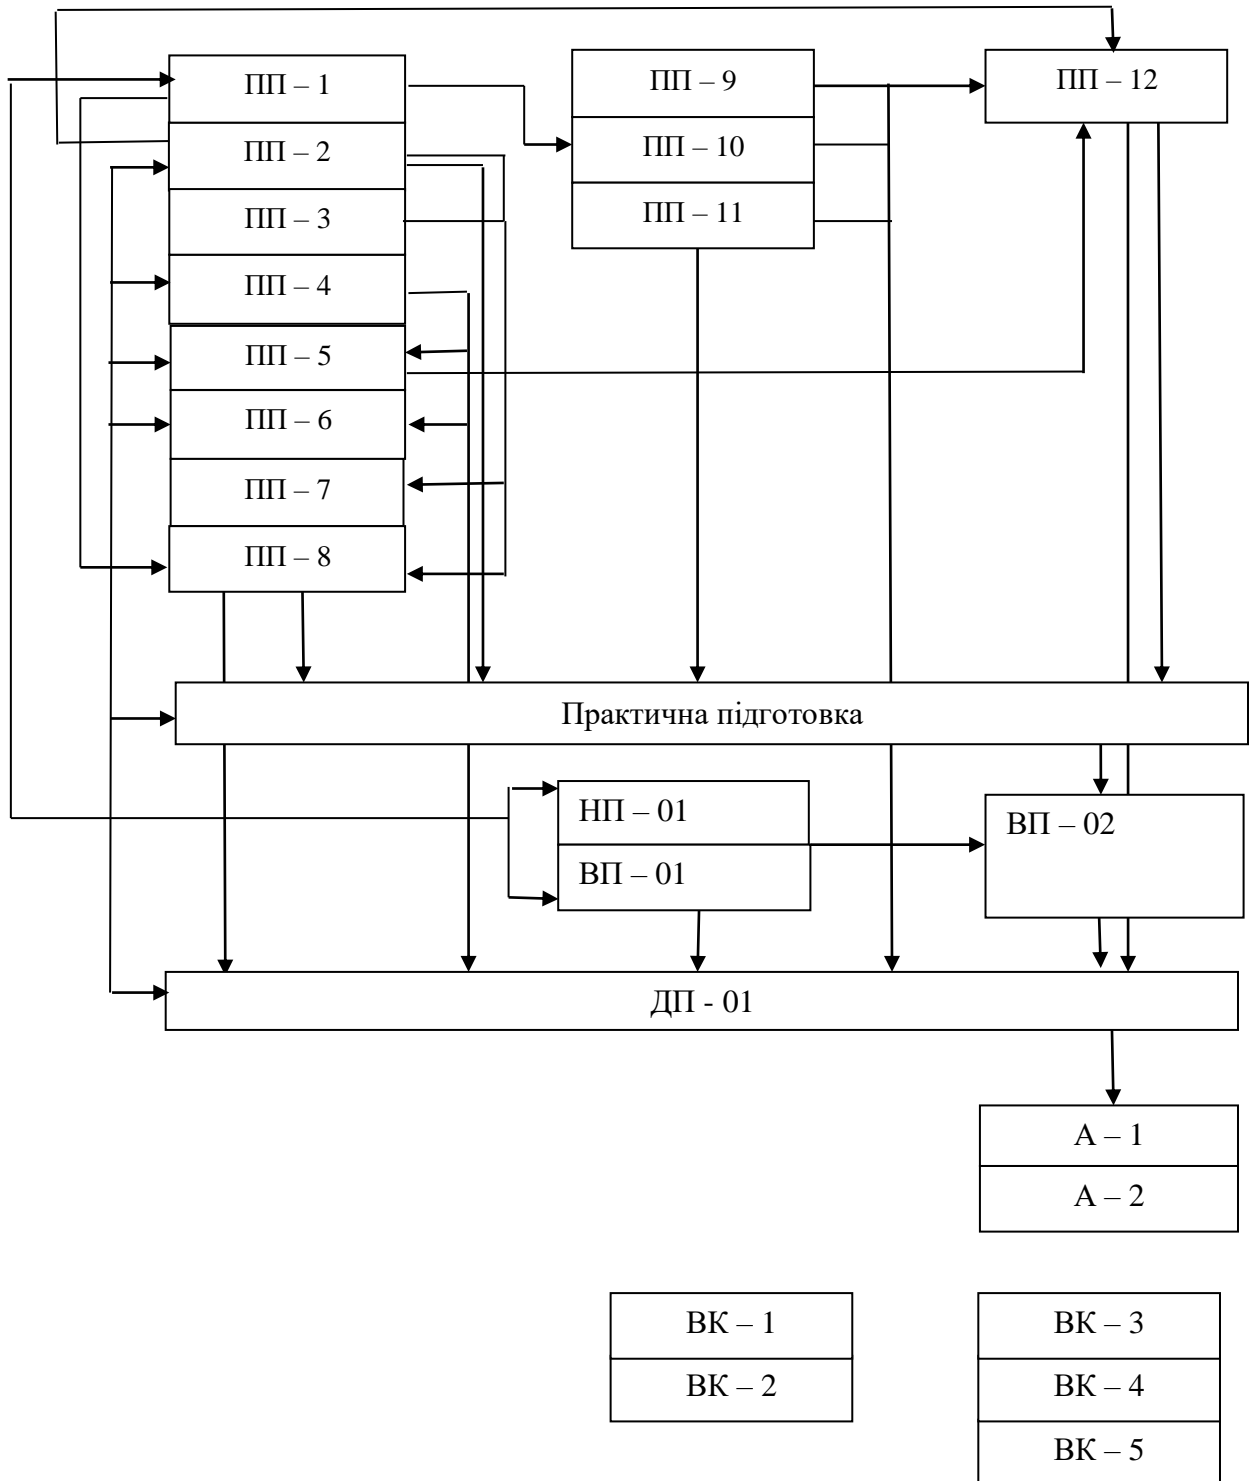 ПП – 1
ПП – 2
ПП – 3
ПП – 4
ПП – 5
ПП – 6
ПП – 7
ПП – 8
ПП – 9
ПП – 10
ПП – 11
ПП – 12
Практична підготовка
НП – 01
ВП – 01
ВП – 02
ДП - 01
А – 1
А – 2
ВК – 1
ВК – 2
ВК – 3
ВК – 4
ВК – 5